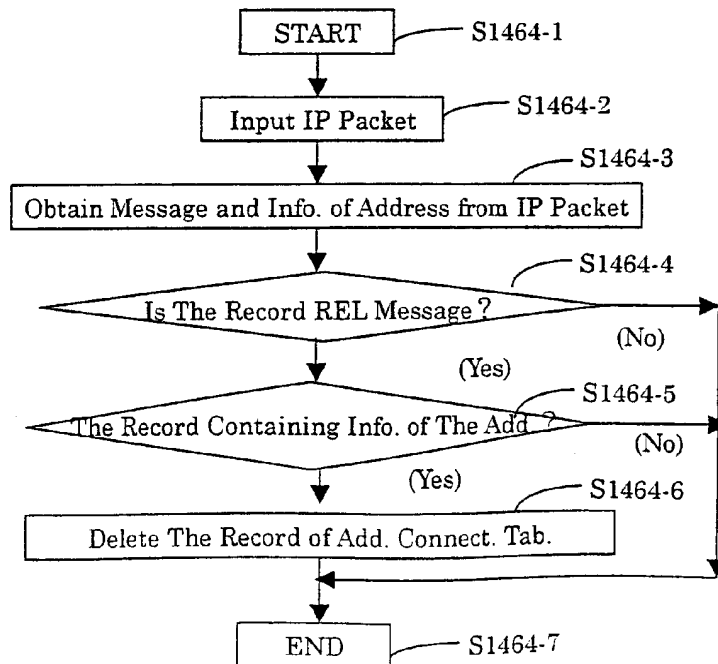 START
S1464-1
Input IP Packet
S1464-2
S1464-3
Obtain Message and Info. of Address from IP Packet
S1464-4
Is The Record REL Message?
(No)
(Yes)
S1464-5
The Record Containing Info. of The Add. ?
(No)
(Yes)
S1464-6
Delete The Record of Add. Connect. Tab.
END
S1464-7